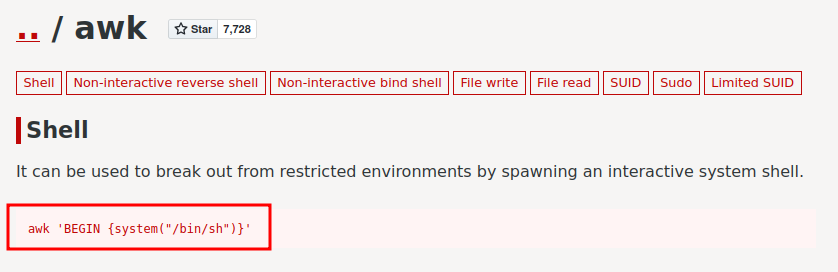 .. / awk Star 7,728
Shell Non-interactive reverse shell Non-interactive bind shell File write File read SUID Sudo Limited SUID
Shell
It can be used to break out from restricted environments by spawning an interactive system shell.
awk 'BEGIN {system("/bin/sh")}'